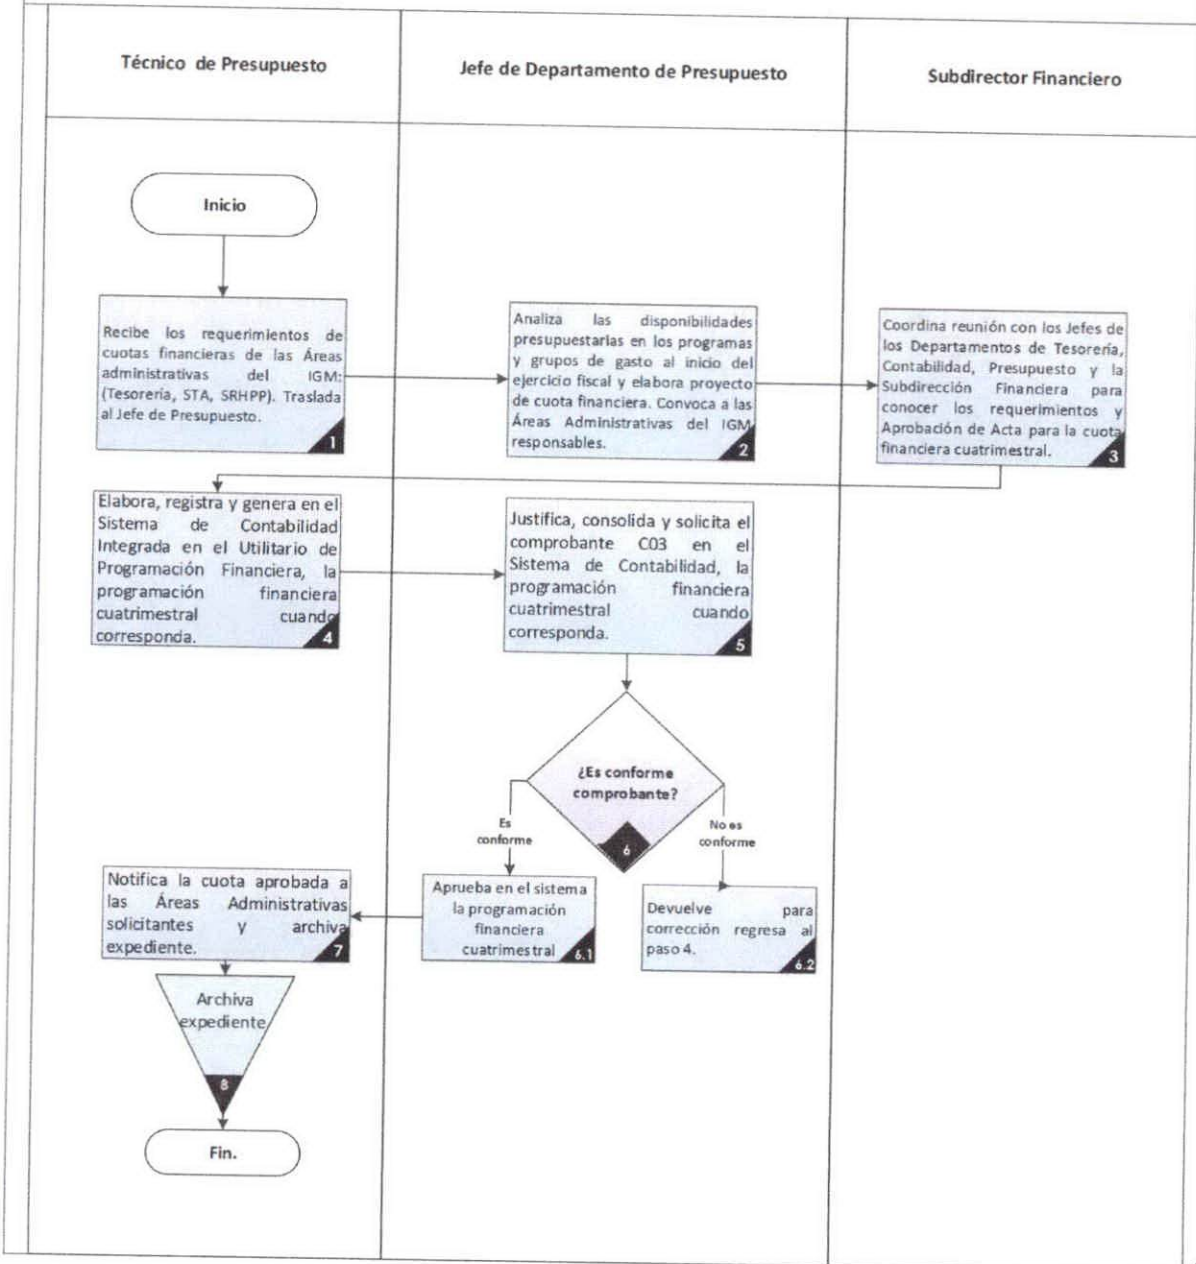 Técnico de Presupuesto
Jefe de Departamento de Presupuesto
Subdirector Financiero
Inicio
Recibe los requerimientos de
cuotas financieras de las Áreas
administrativas del IGM:
(Tesorería, STA, SRHPP). Traslada
al Jefe de Presupuesto.
1
Analiza las disponibilidades
presupuestarias en los programas
y grupos de gasto al inicio del
ejercicio fiscal y elabora proyecto
de cuota financiera. Convoca a las
Áreas Administrativas del IGM
responsables.
2
Coordina reunión con los Jefes de
los Departamentos de Tesorería,
Contabilidad, Presupuesto y la
Subdirección Financiera para
conocer los requerimientos y
Aprobación de Acta para la cuota
financiera cuatrimestral.
3
Elabora, registra y genera en el
Sistema de Contabilidad
Integrada en el Utilitario de
Programación Financiera, la
programación financiera
cuatrimestral cuando
corresponda.
4
Justifica, consolida y solicita el
comprobante C03 en el
Sistema de Contabilidad, la
programación financiera
cuatrimestral cuando
corresponda.
5
¿Es conforme
comprobante?
6
Es
conforme
No es
conforme
Notifica la cuota aprobada a
las Áreas Administrativas
solicitantes y archiva
expediente.
7
Aprueba en el sistema
la programación
financiera
cuatrimestral
6.1
Devuelve para
corrección regresa al
paso 4.
6.2
Archiva
expediente
8
Fin.